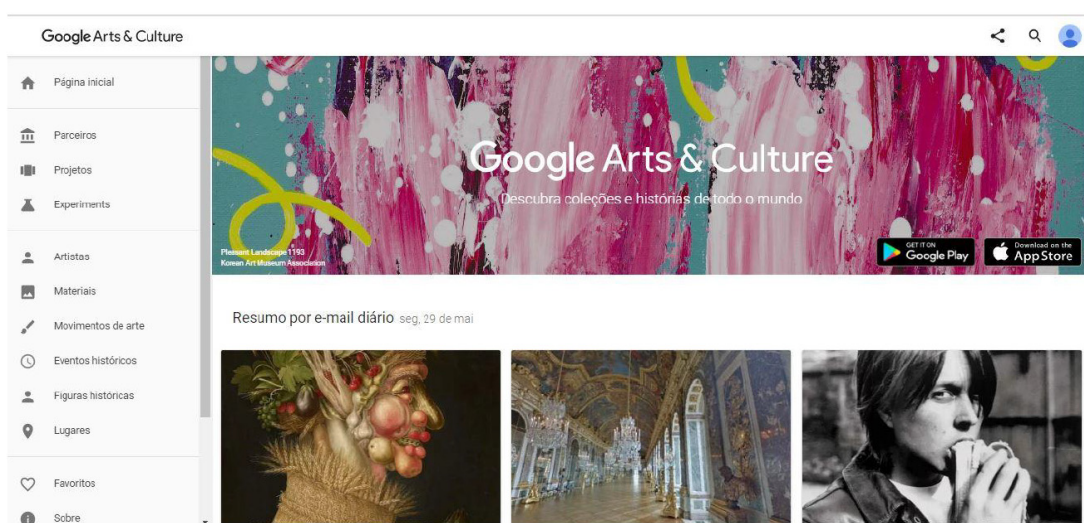 Google Arts & Culture
Página inicial
Parceiros
Projetos
Experiments
Artistas
Materiais
Movimentos de arte
Eventos históricos
Figuras históricas
Lugares
Favoritos
Sobre
Google Arts & Culture
Descubra coleções e histórias de todo o mundo
Pleasant Landscape 1193
Korean Art Museum Association
GET IT ON
Google Play
Download on the
App Store
Resumo por e-mail diário seg, 29 de mai